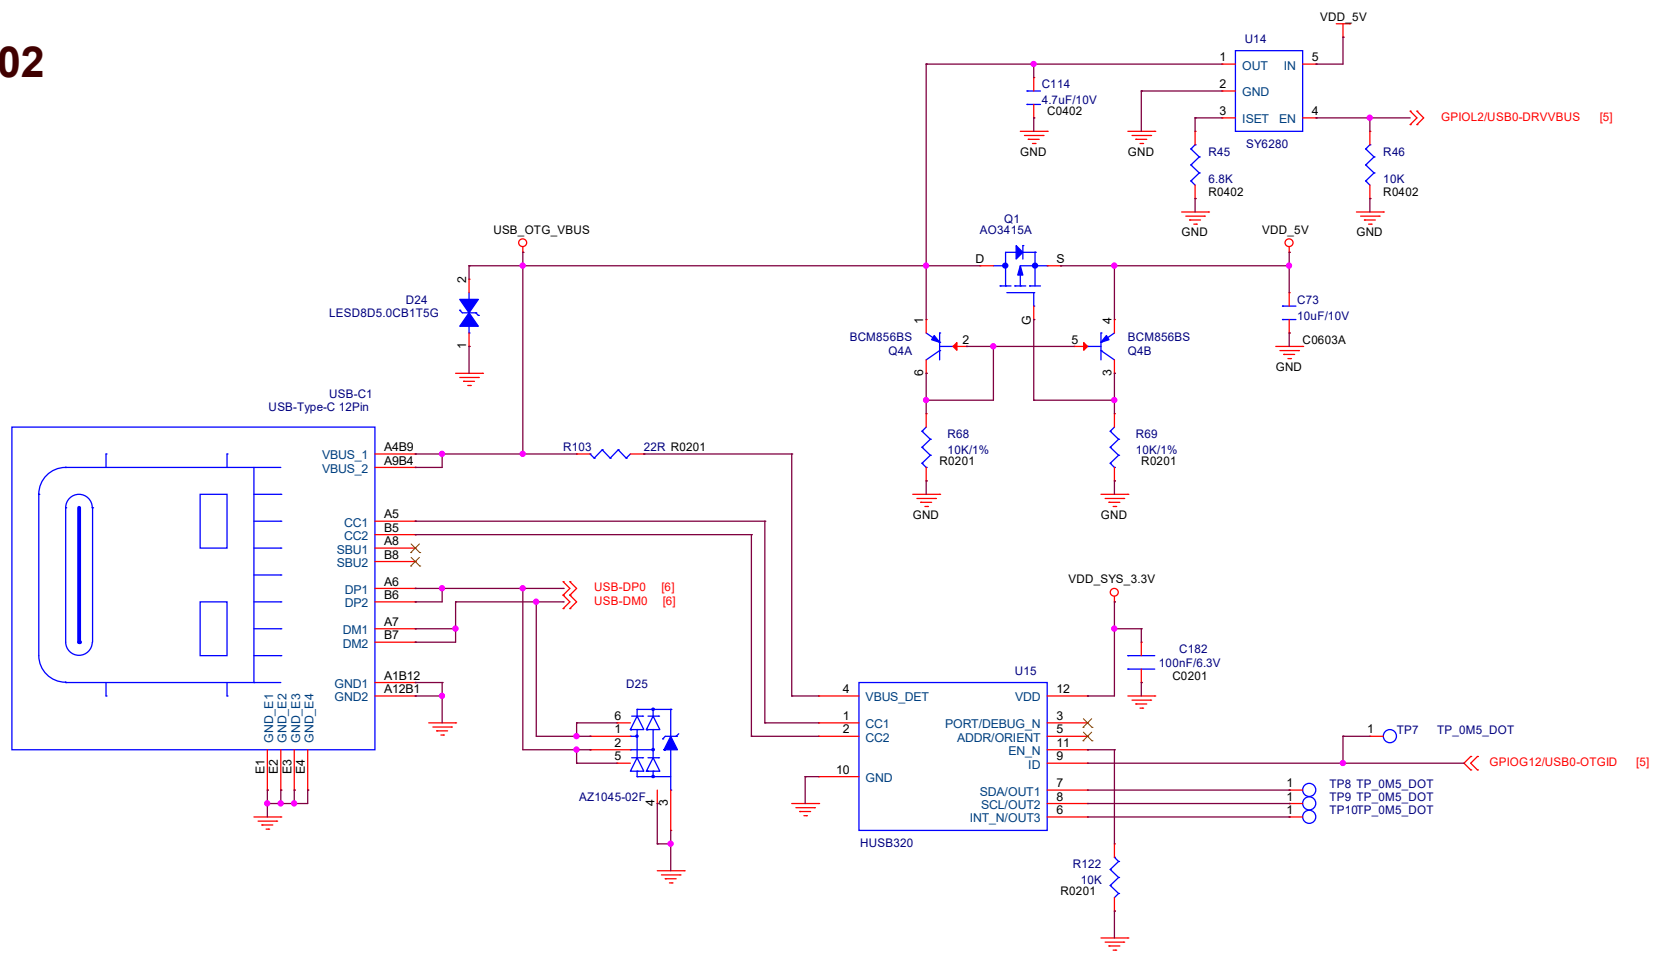 02
VDD_5V
U14
1 OUT IN 5
2 GND
3 ISET EN 4
SY6280
C114
4.7uF/10V
C0402
GND
GND
GPIOL2/USB0-DRVVBUS [5]
R45
6.8K
R0402
GND
R46
10K
R0402
GND
USB_OTG_VBUS
Q1
AO3415A
D S
G
VDD_5V
D24
LESD8D5.0CB1T5G
2
1
C73
10uF/10V
C0603A
GND
BCM856BS
Q4A
1
2
6
BCM856BS
Q4B
4
5
3
R68
10K/1%
R0201
GND
R69
10K/1%
R0201
GND
USB-C1
USB-Type-C 12Pin
VBUS_1 A4B9
VBUS_2 A9B4
R103 22R R0201
CC1 A5
CC2 B5
SBU1 A8
SBU2 B8
DP1 A6
DP2 B6
DM1 A7
DM2 B7
GND1 A1B12
GND2 A12B1
GND_E1
GND_E2
GND_E3
GND_E4
E1
E2
E3
E4
USB-DP0 [6]
USB-DM0 [6]
D25
6
1
2
5
AZ1045-02F
4
3
VDD_SYS_3.3V
C182
100nF/6.3V
C0201
U15
4 VBUS_DET VDD 12
1 CC1 PORT/DEBUG_N 3
2 CC2 ADDR/ORIENT 5
EN_N 11
ID 9
10 GND
SDA/OUT1 7
SCL/OUT2 8
INT_N/OUT3 6
HUSB320
1 TP7 TP_0M5_DOT
GPIOG12/USB0-OTGID [5]
1 TP8 TP_0M5_DOT
1 TP9 TP_0M5_DOT
1 TP10TP_0M5_DOT
R122
10K
R0201